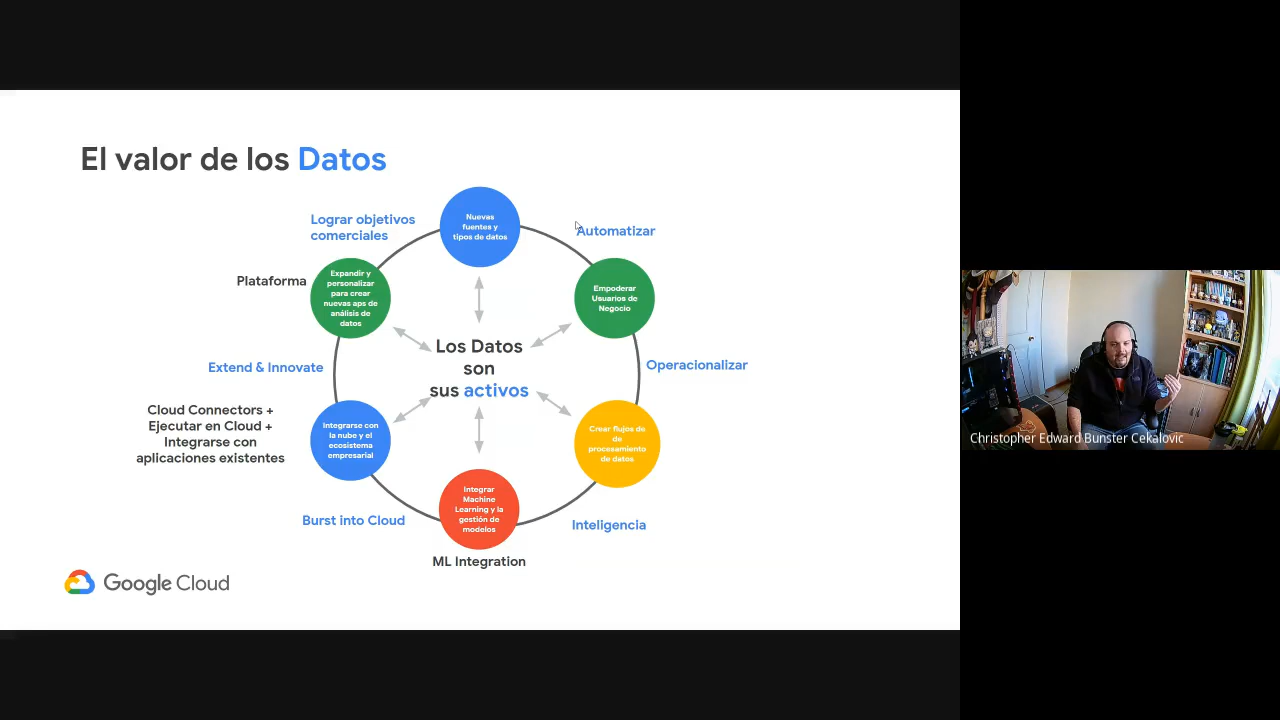 El valor de los Datos
Lograr objetivos
comerciales
Nuevas
fuentes y
tipos de datos
Automatizar
Plataforma
Expandir y
personalizar
para crear
nuevas aps de
análisis de
datos
Empoderar
Usuarios de
Negocio
Los Datos
son
sus activos
Extend & Innovate
Operacionalizar
Cloud Connectors +
Ejecutar en Cloud +
Integrarse con
aplicaciones existentes
Integrarse con
la nube y el
ecosistema
empresarial
Crear flujos de
de
procesamiento
de datos
Integrar
Machine
Learning y la
gestión de
modelos
Burst into Cloud
Inteligencia
ML Integration
Google Cloud
Christopher Edward Bunster Cekalovic